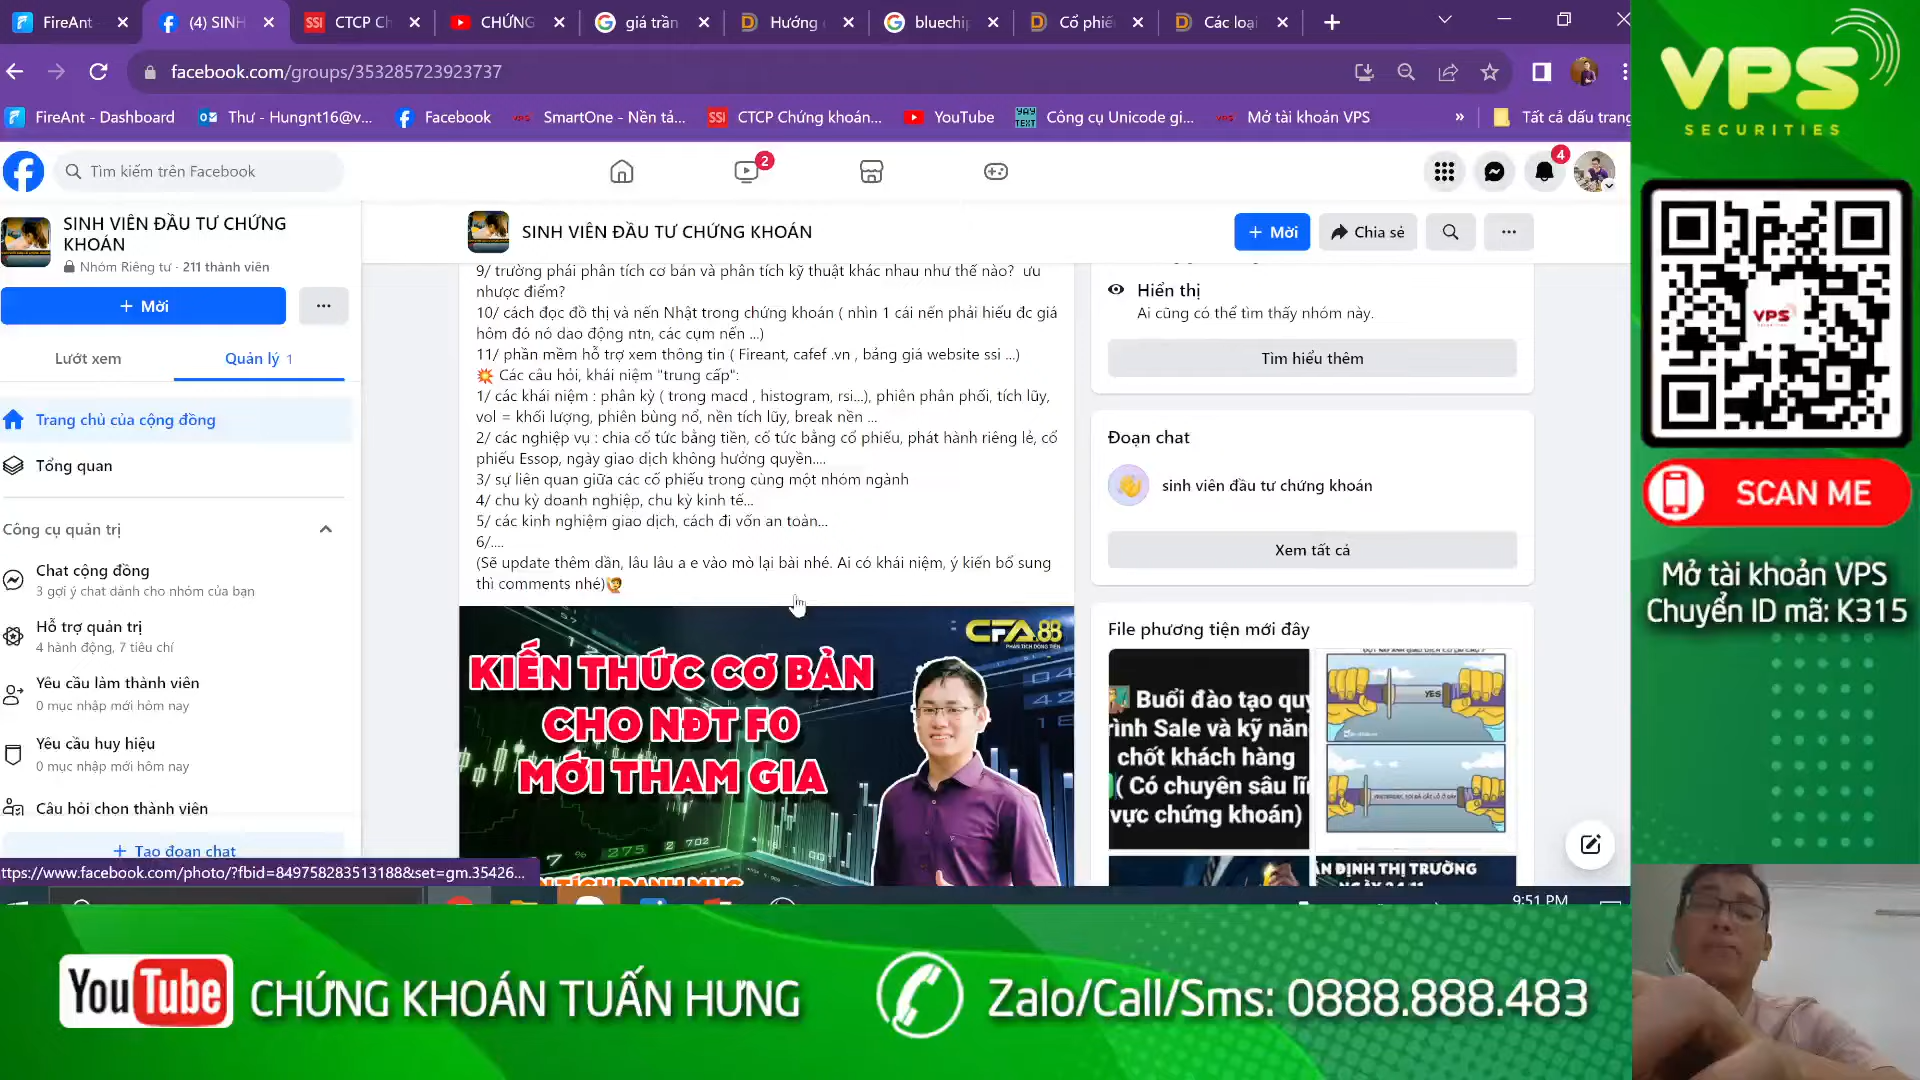 FireAnt
(4) SINH
CTCP Ch
CHỨNG
giá trần
Hướng
bluechip
Cổ phiế
Các loại
facebook.com/groups/353285723923737
FireAnt - Dashboard
Thư - Hungnt16@v...
Facebook
SmartOne - Nền tả...
SSI
CTCP Chứng khoán...
YouTube
Công cụ Unicode gi...
Mở tài khoản VPS
»
Tất cả dấu trang
Tìm kiếm trên Facebook
2
4
SINH VIÊN ĐẦU TƯ CHỨNG
KHOÁN
Nhóm Riêng tư · 211 thành viên
+ Mời
Lướt xem
Quản lý 1
Trang chủ của cộng đồng
Tổng quan
Công cụ quản trị
Chat cộng đồng
3 gợi ý chat dành cho nhóm của bạn
Hỗ trợ quản trị
4 hành động, 7 tiêu chí
Yêu cầu làm thành viên
0 mục nhập mới hôm nay
Yêu cầu huy hiệu
0 mục nhập mới hôm nay
Câu hỏi chọn thành viên
+ Tạo đoạn chat
ttps://www.facebook.com/photo/?fbid=849758283513188&set=gm.35426...
SINH VIÊN ĐẦU TƯ CHỨNG KHOÁN
+ Mời
Chia sẻ
9/ trường phái phân tích cơ bản và phân tích kỹ thuật khác nhau như thế nào? ưu
nhược điểm?
10/ cách đọc đồ thị và nến Nhật trong chứng khoán ( nhìn 1 cái nến phải hiểu đc giá
hôm đó nó dao động ntn, các cụm nến ...)
11/ phần mềm hỗ trợ xem thông tin ( Fireant, cafef .vn , bảng giá website ssi ...)
💥 Các câu hỏi, khái niệm "trung cấp":
1/ các khái niệm : phân kỳ ( trong macd , histogram, rsi...), phiên phân phối, tích lũy,
vol = khối lượng, phiên bùng nổ, nền tích lũy, break nền ...
2/ các nghiệp vụ : chia cổ tức bằng tiền, cổ tức bằng cổ phiếu, phát hành riêng lẻ, cổ
phiếu Essop, ngày giao dịch không hưởng quyền....
3/ sự liên quan giữa các cổ phiếu trong cùng một nhóm ngành
4/ chu kỳ doanh nghiệp, chu kỳ kinh tế...
5/ các kinh nghiệm giao dịch, cách đi vốn an toàn...
6/....
(Sẽ update thêm dần, lâu lâu a e vào mò lại bài nhé. Ai có khái niệm, ý kiến bổ sung
thì comments nhé)🙋
CFA.88
PHÂN TÍCH DÒNG TIỀN
KIẾN THỨC CƠ BẢN
CHO NĐT F0
MỚI THAM GIA
Hiển thị
Ai cũng có thể tìm thấy nhóm này.
Tìm hiểu thêm
Đoạn chat
sinh viên đầu tư chứng khoán
Xem tất cả
File phương tiện mới đây
Buổi đào tạo quy
rình Sale và kỹ năn
chốt khách hàng
( Có chuyên sâu lĩn
vực chứng khoán)
YES
ÂN ĐỊNH THỊ TRƯỜNG
9:51 PM
VPS
SECURITIES
VPS
SCAN ME
Mở tài khoản VPS
Chuyển ID mã: K315
YouTube
CHỨNG KHOÁN TUẤN HƯNG
Zalo/Call/Sms: 0888.888.483